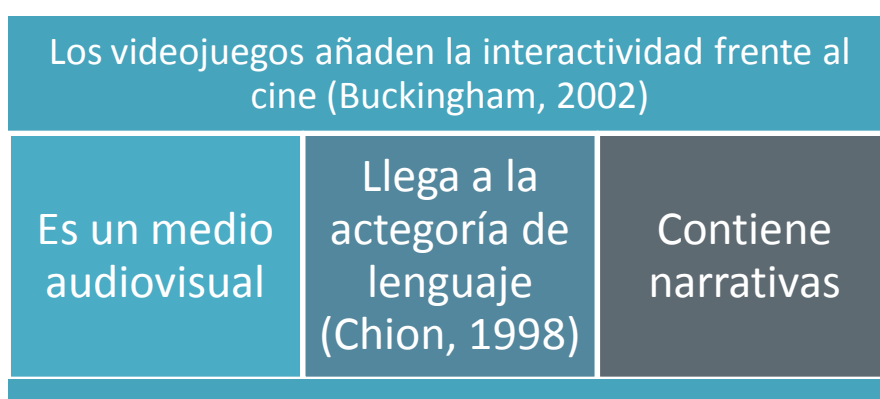 Los videojuegos añaden la interactividad frente al
cine (Buckingham, 2002)
Es un medio
audiovisual
Llega a la
actegoría de
lenguaje
(Chion, 1998)
Contiene
narrativas